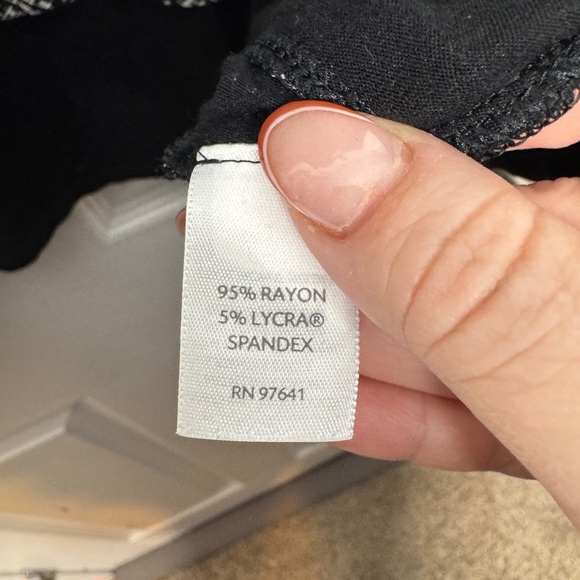 95% RAYON
5% LYCRA®
SPANDEX
RN 97641